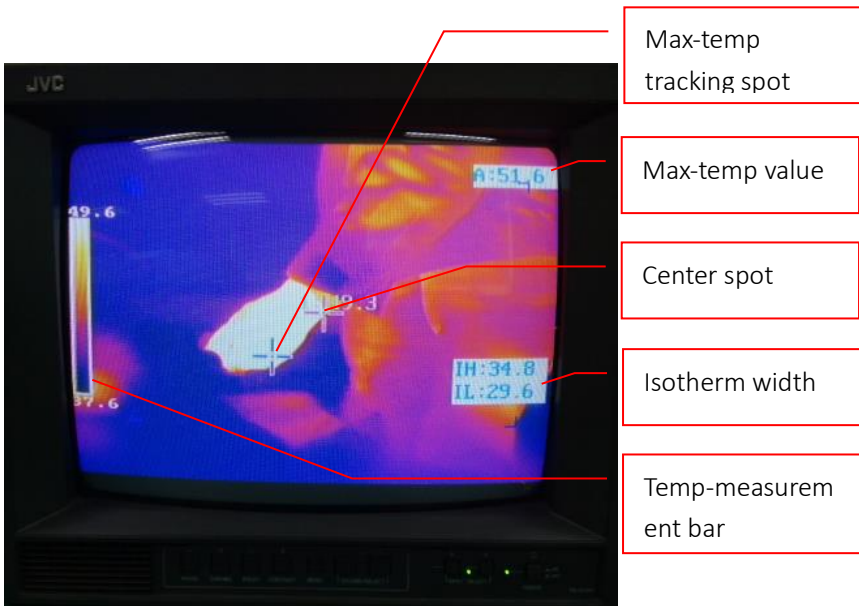 Max-temp
tracking spot
JVC
Max-temp value
A:51.6
49.6
Center spot
IH:34.8
IL:29.6
Isotherm width
37.6
Temp-measurem
ent bar